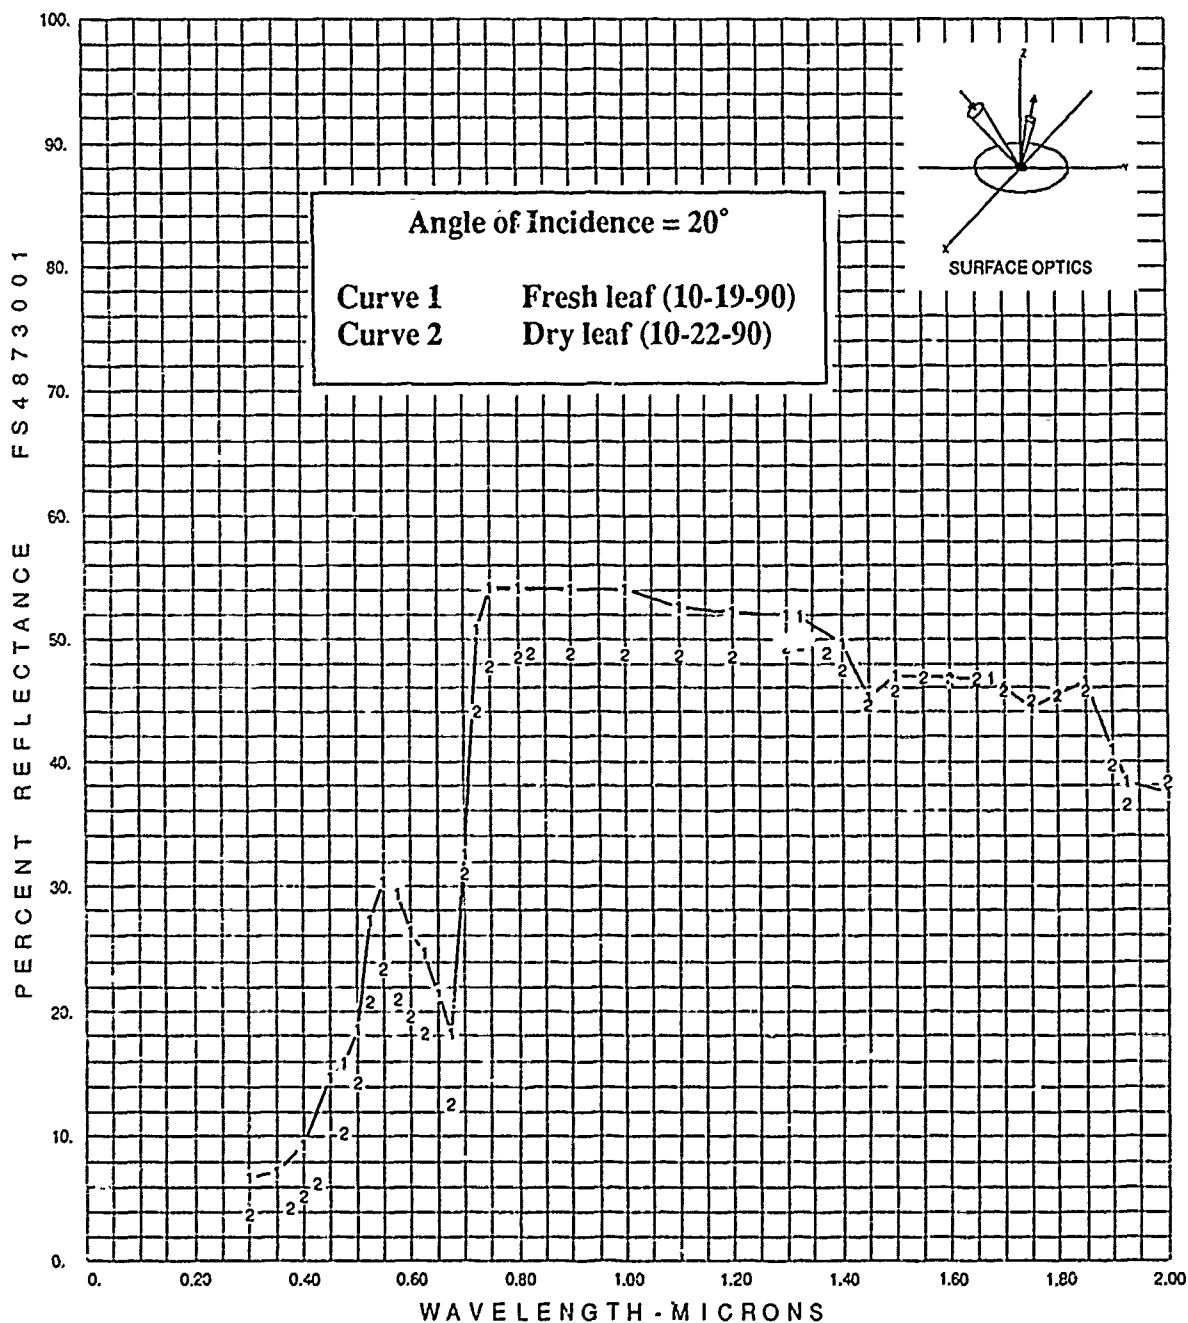 100.
90.
80.
70.
60.
50.
40.
30.
20.
10.
0.
PERCENT REFLECTANCE FS4873001
Angle of Incidence = 20°
Curve 1 Fresh leaf (10-19-90)
Curve 2 Dry leaf (10-22-90)
Z
Y
X
SURFACE OPTICS
0. 0.20 0.40 0.60 0.80 1.00 1.20 1.40 1.60 1.80 2.00
WAVELENGTH-MICRONS